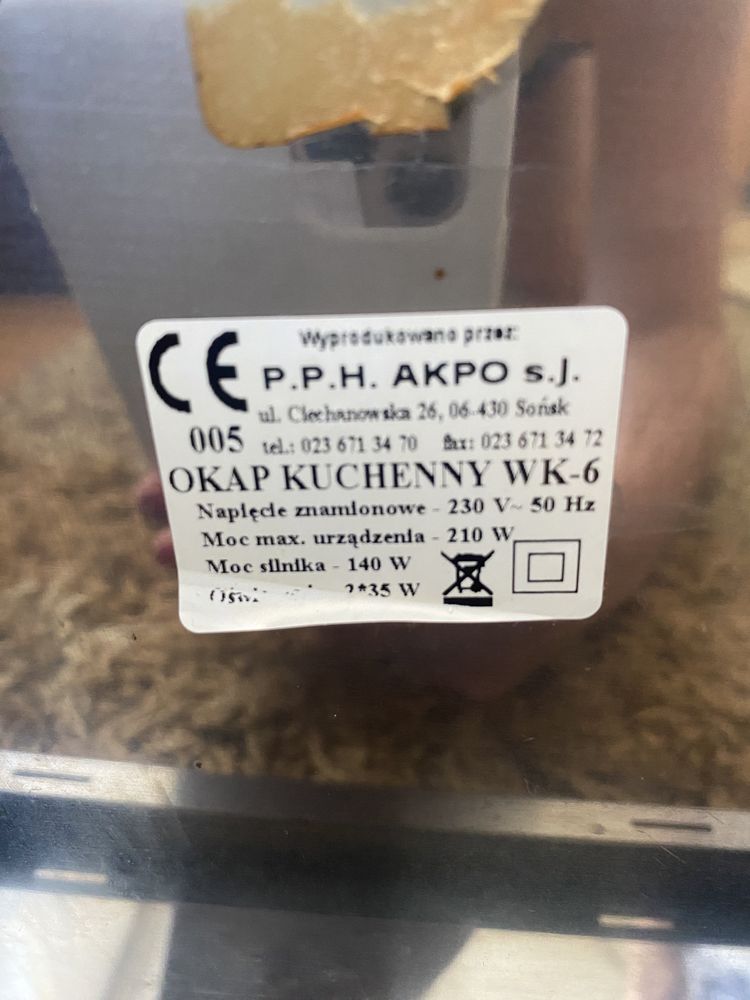 CE
Wyprodukowano przez:
P.P.H. AKPO s.J.
ul. Ciechanowska 26, 06-430 Sońsk
005 tel.: 023 671 34 70 fax: 023 671 34 72
OKAP KUCHENNY WK-6
Napięcie znamionowe - 230 V~ 50 Hz
Moc max. urządzenia - 210 W
Moc silnika - 140 W
2*35 W